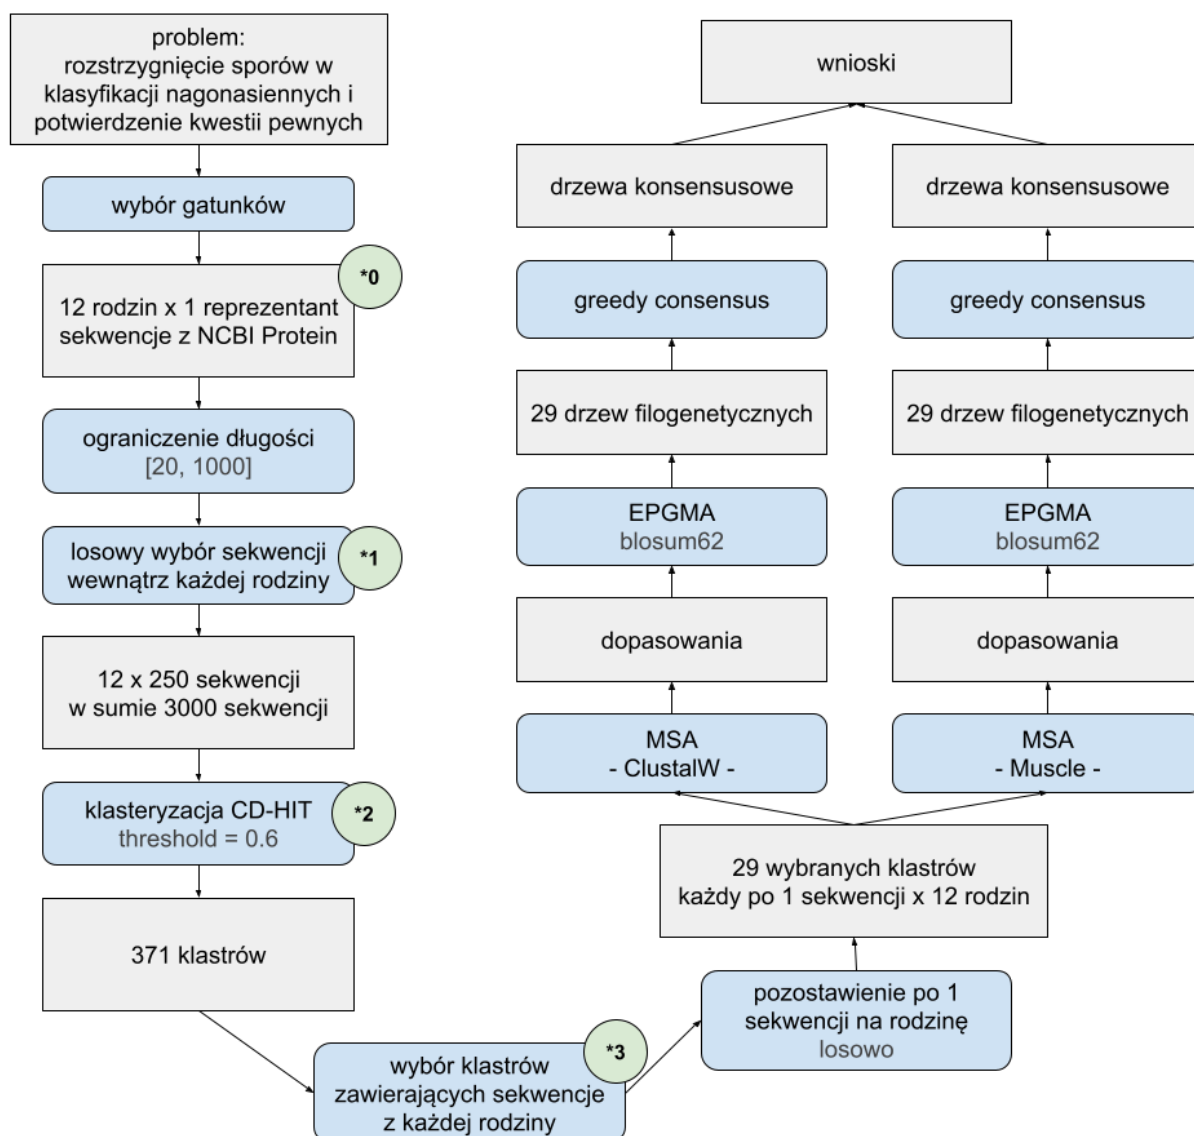 problem:
rozstrzygnięcie sporów w
klasyfikacji nagonasiennych i
potwierdzenie kwestii pewnych
wybór gatunków
*0
12 rodzin x 1 reprezentant
sekwencje z NCBI Protein
ograniczenie długości
[20, 1000]
*1
losowy wybór sekwencji
wewnątrz każdej rodziny
12 x 250 sekwencji
w sumie 3000 sekwencji
*2
klasteryzacja CD-HIT
threshold = 0.6
371 klastrów
*3
wybór klastrów
zawierających sekwencje
z każdej rodziny
pozostawienie po 1
sekwencji na rodzinę
losowo
29 wybranych klastrów
każdy po 1 sekwencji x 12 rodzin
MSA
- ClustalW -
dopasowania
EPGMA
blosum62
29 drzew filogenetycznych
greedy consensus
drzewa konsensusowe
MSA
- Muscle -
dopasowania
EPGMA
blosum62
29 drzew filogenetycznych
greedy consensus
drzewa konsensusowe
wnioski